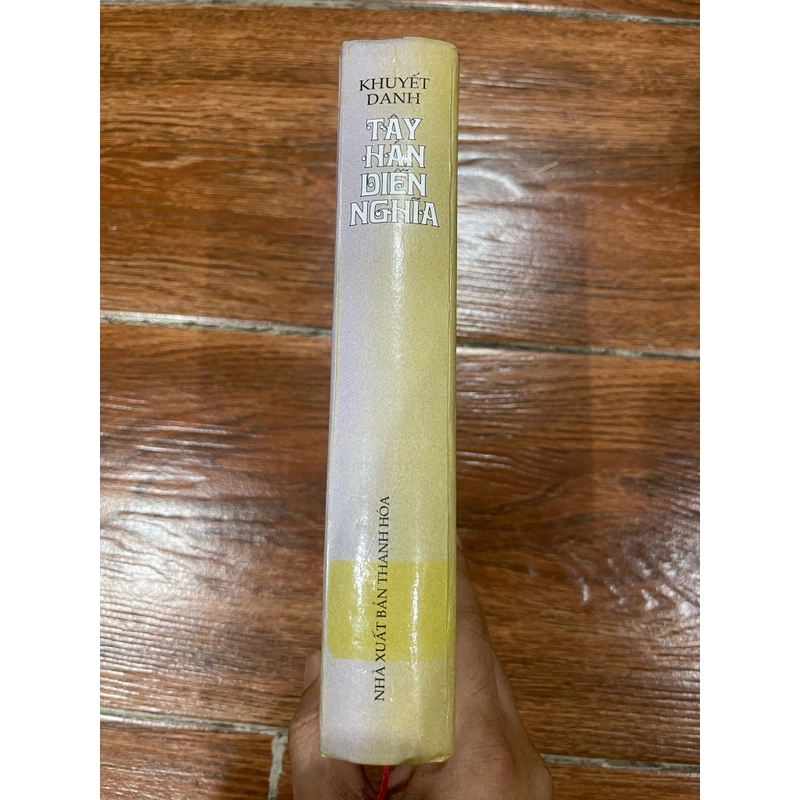 KHUYẾT
DANH
TÂY
HÁN
DIỄN
NGHĨA
NHÀ XUẤT BẢN THANH HÓA